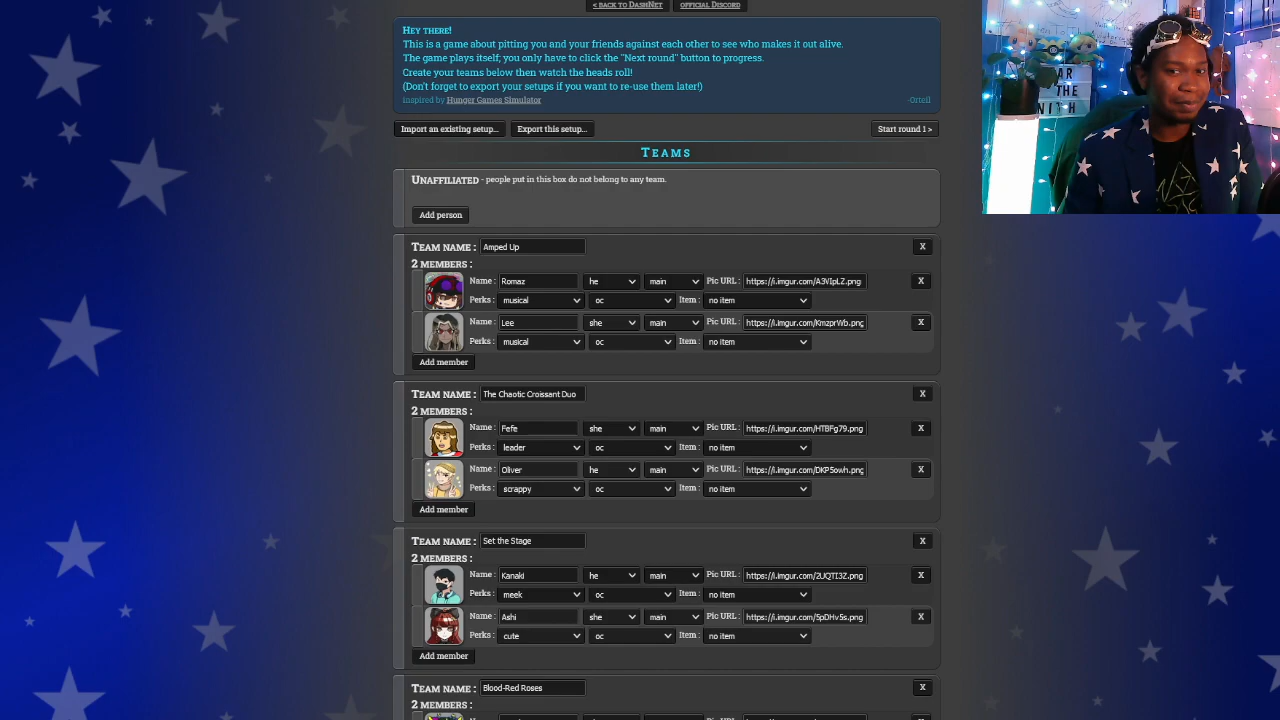 < BACK TO DASHNET OFFICIAL DISCORD
HEY THERE!
This is a game about pitting you and your friends against each other to see who makes it out alive.
The game plays itself; you only have to click the "Next round" button to progress.
Create your teams below then watch the heads roll!
(Don't forget to export your setups if you want to re-use them later!)
Inspired by Hunger Games Simulator -Orteil
Import an existing setup... Export this setup... Start round 1 >
TEAMS
UNAFFILIATED - people put in this box do not belong to any team.
Add person
TEAM NAME : Amped Up X
2 MEMBERS :
Name : Romaz he main Pic URL : https://i.imgur.com/A3VIpLZ.png X
Perks : musical oc Item : no item
Name : Lee she main Pic URL : https://i.imgur.com/KmzprWb.png X
Perks : musical oc Item : no item
Add member
TEAM NAME : The Chaotic Croissant Duo X
2 MEMBERS :
Name : Fefe she main Pic URL : https://i.imgur.com/HTBFg79.png X
Perks : leader oc Item : no item
Name : Oliver he main Pic URL : https://i.imgur.com/DKP5owh.png X
Perks : scrappy oc Item : no item
Add member
TEAM NAME : Set the Stage X
2 MEMBERS :
Name : Kanaki he main Pic URL : https://i.imgur.com/2UQTI3Z.png X
Perks : meek oc Item : no item
Name : Ashi she main Pic URL : https://i.imgur.com/5pDHv5s.png X
Perks : cute oc Item : no item
Add member
TEAM NAME : Blood-Red Roses X
2 MEMBERS :